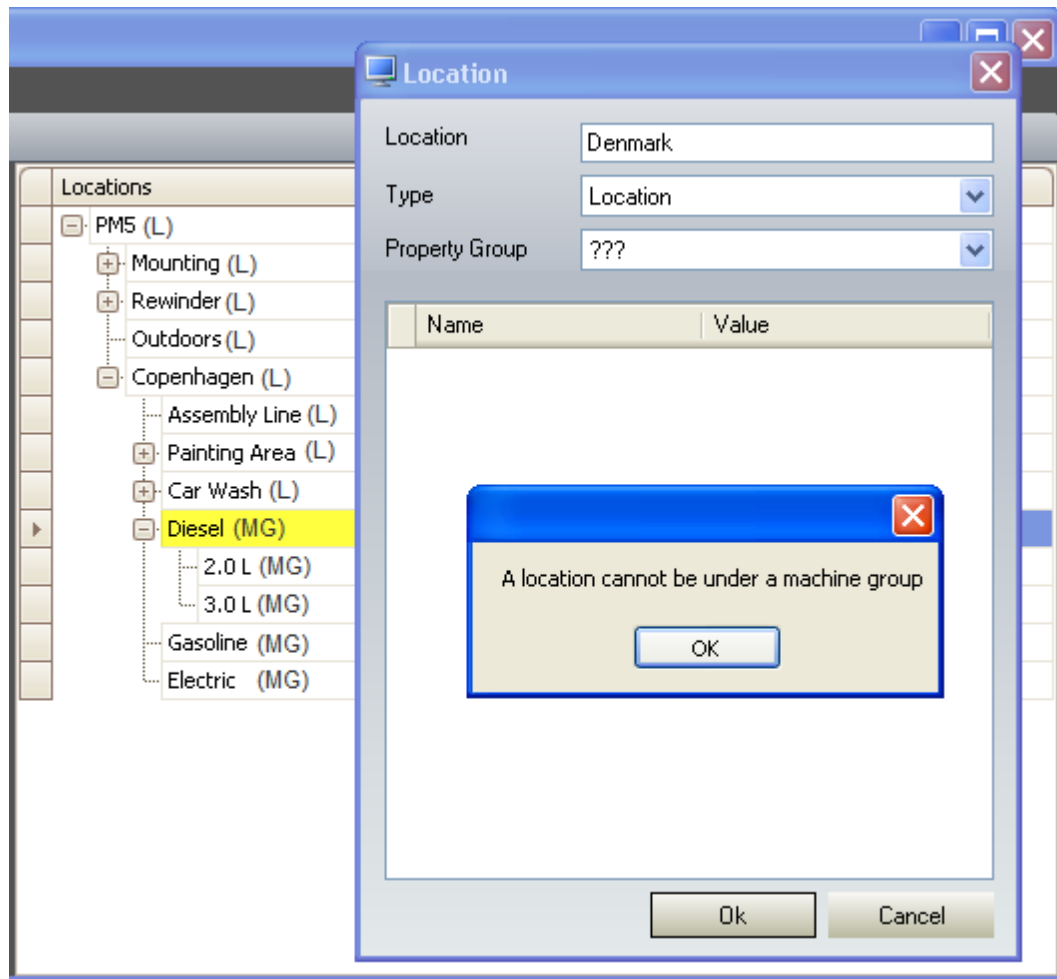 Location
Location
Denmark
Type
Location
Property Group
???
Name Value
Locations
PM5 (L)
Mounting (L)
Rewinder (L)
Outdoors (L)
Copenhagen (L)
Assembly Line (L)
Painting Area (L)
Car Wash (L)
Diesel (MG)
2.0 L (MG)
3.0 L (MG)
Gasoline (MG)
Electric (MG)
A location cannot be under a machine group
OK
Ok Cancel